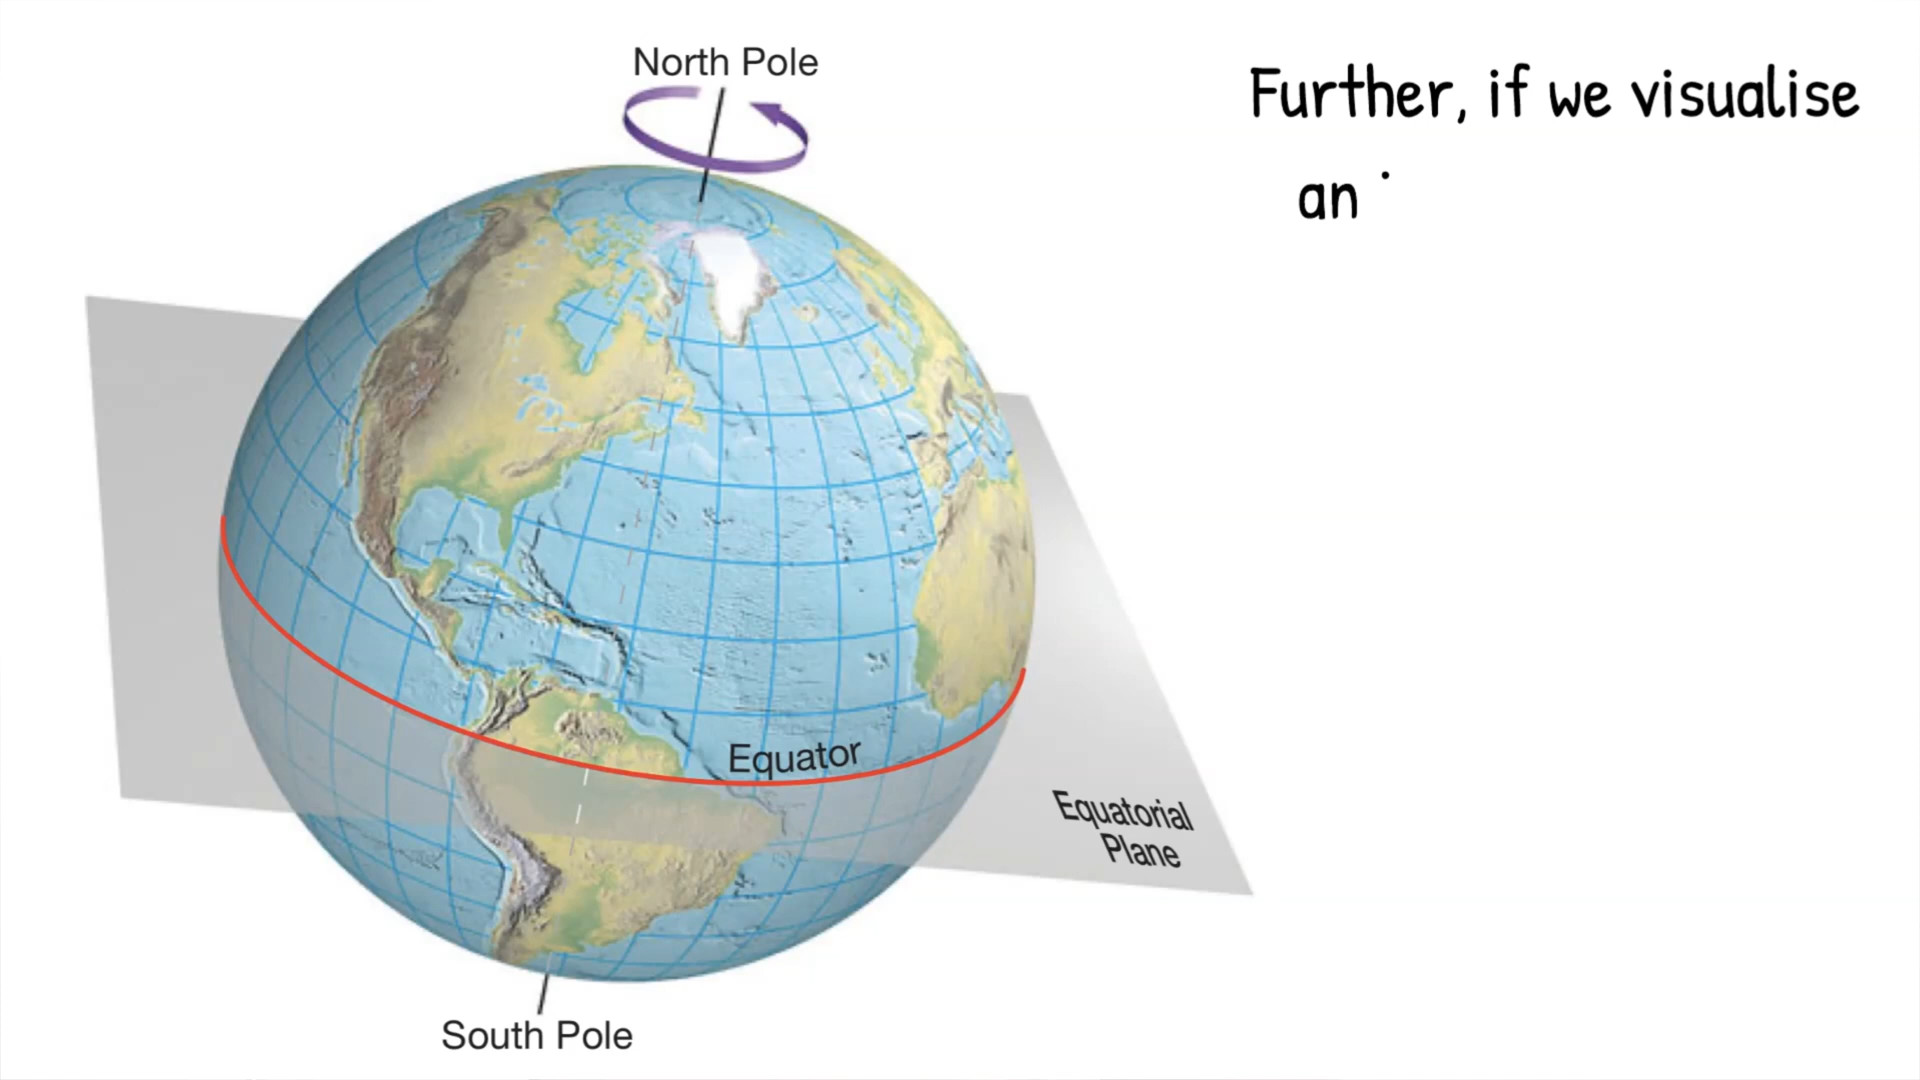 North Pole
Further, if we visualise
an
Equator
Equatorial
Plane
South Pole